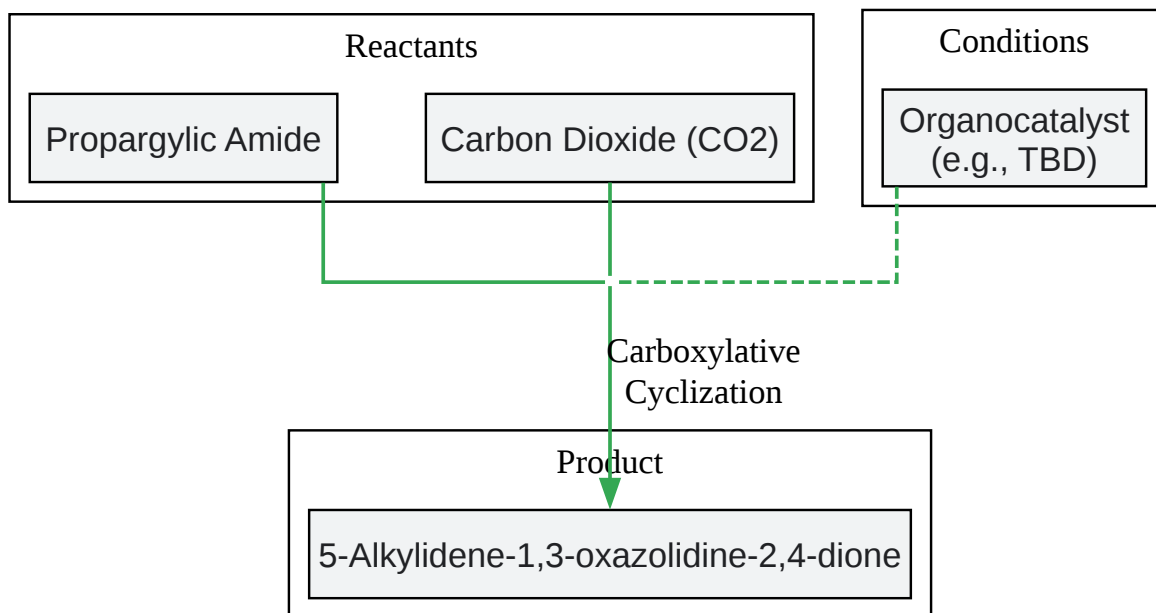 Reactants
Conditions
Propargylic Amide
Carbon Dioxide (CO2)
Organocatalyst
(e.g., TBD)
Carboxylative
Cyclization
Product
5-Alkylidene-1,3-oxazolidine-2,4-dione